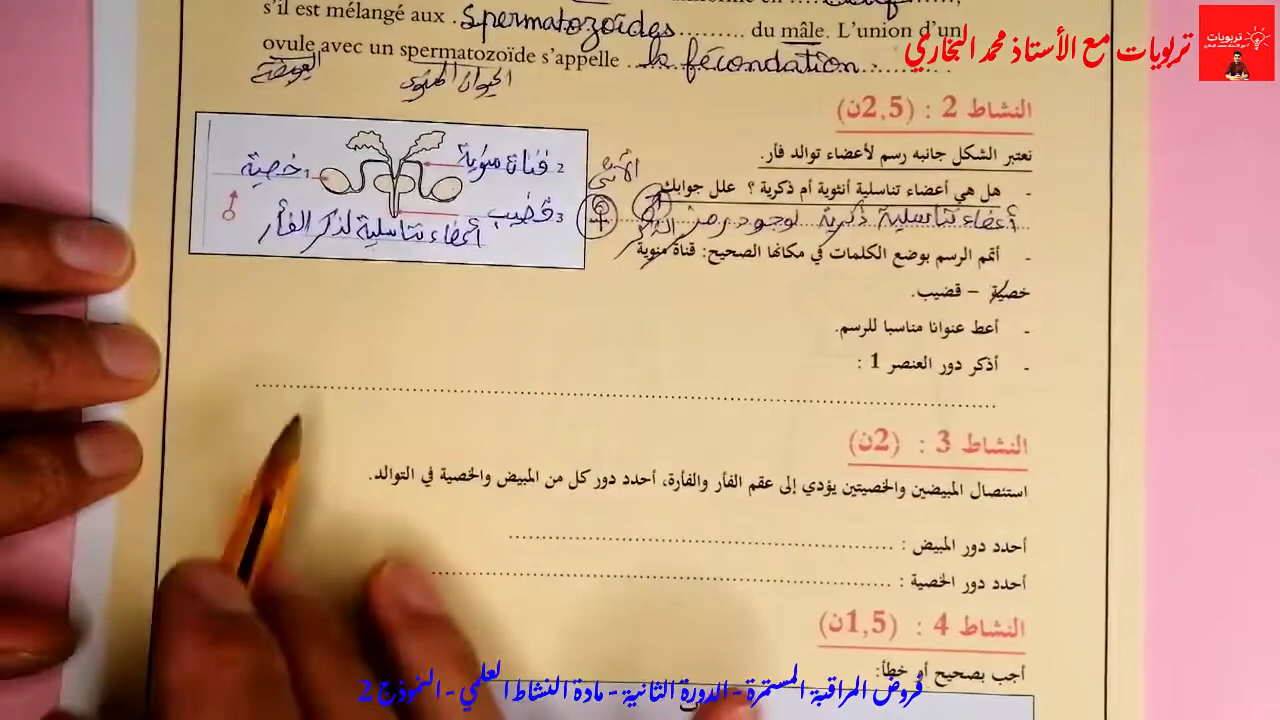 s'il est mélangé aux . Spermatozoïdes .......... du mâle. L'union d'un
ovule avec un spermatozoïde s'appelle ... la fécondation . . . .
البويضة
الحيوان المنوي
تربويات مع الأستاذ محمد البخاري
تربويات
النشاط 2 : (2,5ن)
نعتبر الشكل جانبه رسم لأعضاء توالد فأر.
- هل هي أعضاء تناسلية أنثوية أم ذكرية ؟ علل جوابك
الأنثى
أعضاء تناسلية ذكرية لوجود رمز الذكر
خصية 1
2 قناة منوية
3 قضيب
أعضاء تناسلية لذكر الفأر
- أتمم الرسم بوضع الكلمات في مكانها الصحيح: قناة منوية
خصية – قضيب.
- أعط عنوانا مناسبا للرسم.
- أذكر دور العنصر 1 :
النشاط 3 : (2ن)
استئصال المبيضين والخصيتين يؤدي إلى عقم الفأر والفأرة، أحدد دور كل من المبيض والخصية في التوالد.
أحدد دور المبيض : ..........
أحدد دور الخصية : ..........
النشاط 4 : (1,5ن)
أجب بصحيح أو خطأ:
فروض المراقبة المستمرة - الدورة الثانية - مادة النشاط العلمي - النموذج 2